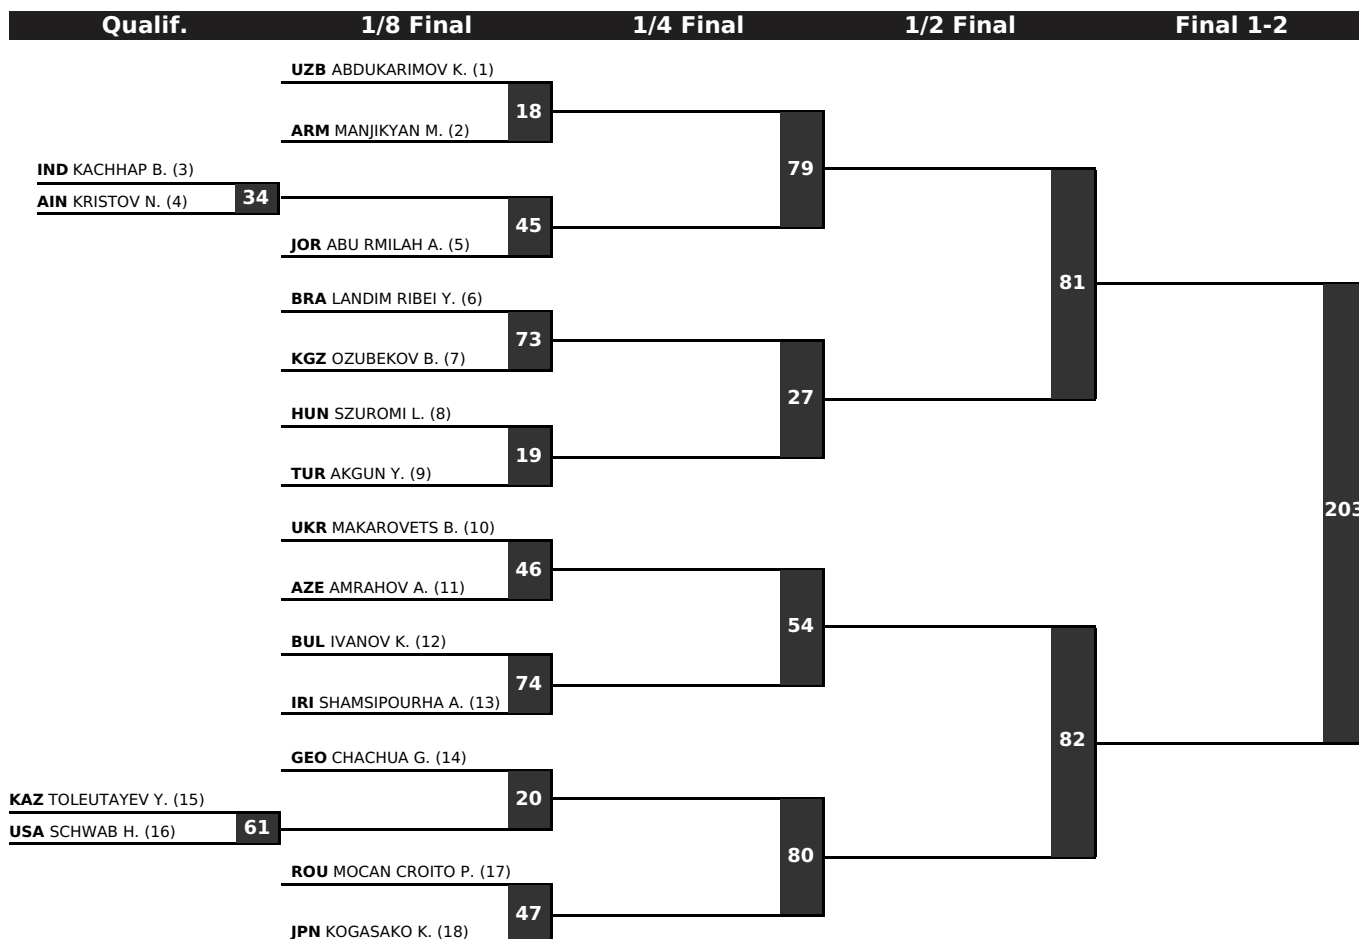 Qualif. 1/8 Final 1/4 Final 1/2 Final Final 1-2
UZB ABDUKARIMOV K. (1)
18
ARM MANJIKYAN M. (2)
IND KACHHAP B. (3)
79
AIN KRISTOV N. (4) 34
45
JOR ABU RMILAH A. (5)
81
BRA LANDIM RIBEI Y. (6)
73
KGZ OZUBEKOV B. (7)
27
HUN SZUROMI L. (8)
19
TUR AKGUN Y. (9)
203
UKR MAKAROVETS B. (10)
46
AZE AMRAHOV A. (11)
54
BUL IVANOV K. (12)
74
IRI SHAMSIPOURHA A. (13)
82
GEO CHACHUA G. (14)
20
KAZ TOLEUTAYEV Y. (15)
USA SCHWAB H. (16) 61
80
ROU MOCAN CROITO P. (17)
47
JPN KOGASAKO K. (18)